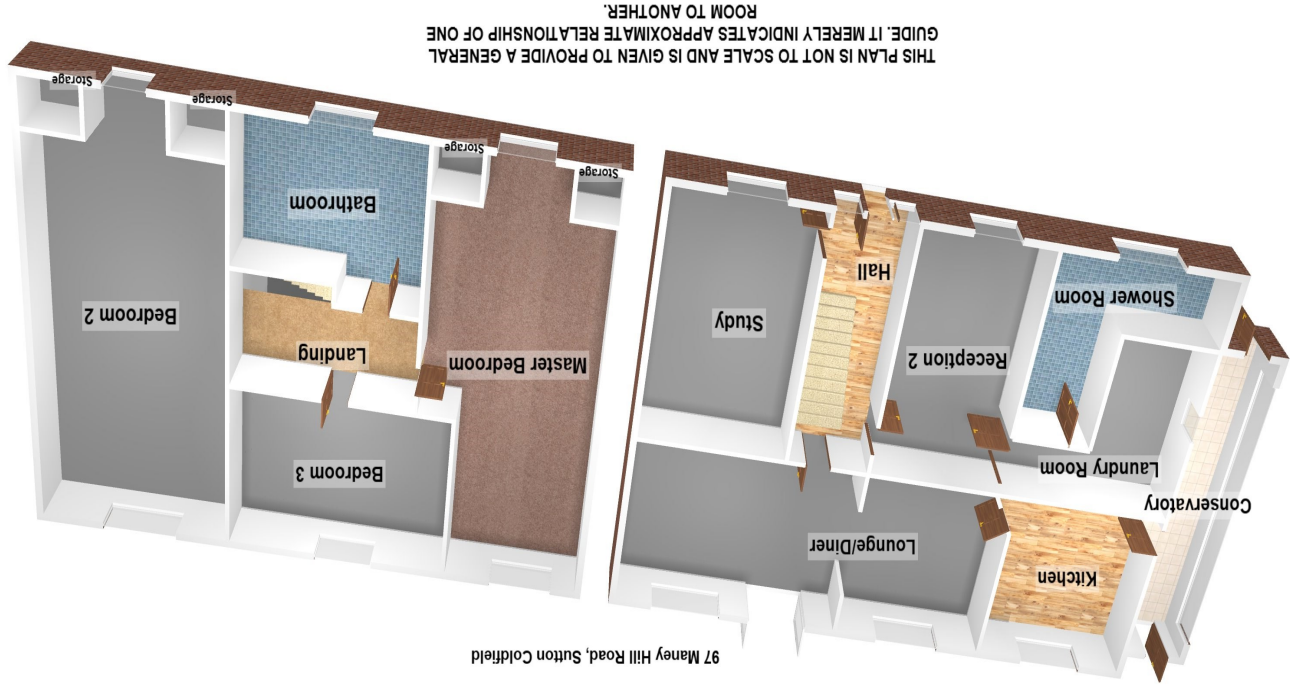 97 Maney Hill Road, Sutton Coldfield
Kitchen
Lounge/Diner
Conservatory
Laundry Room
Reception 2
Study
Shower Room
Hall
Bedroom 3
Master Bedroom
Landing
Bedroom 2
Bathroom
Storage
Storage
Storage
Storage
THIS PLAN IS NOT TO SCALE AND IS GIVEN TO PROVIDE A GENERAL
GUIDE. IT MERELY INDICATES APPROXIMATE RELATIONSHIP OF ONE
ROOM TO ANOTHER.